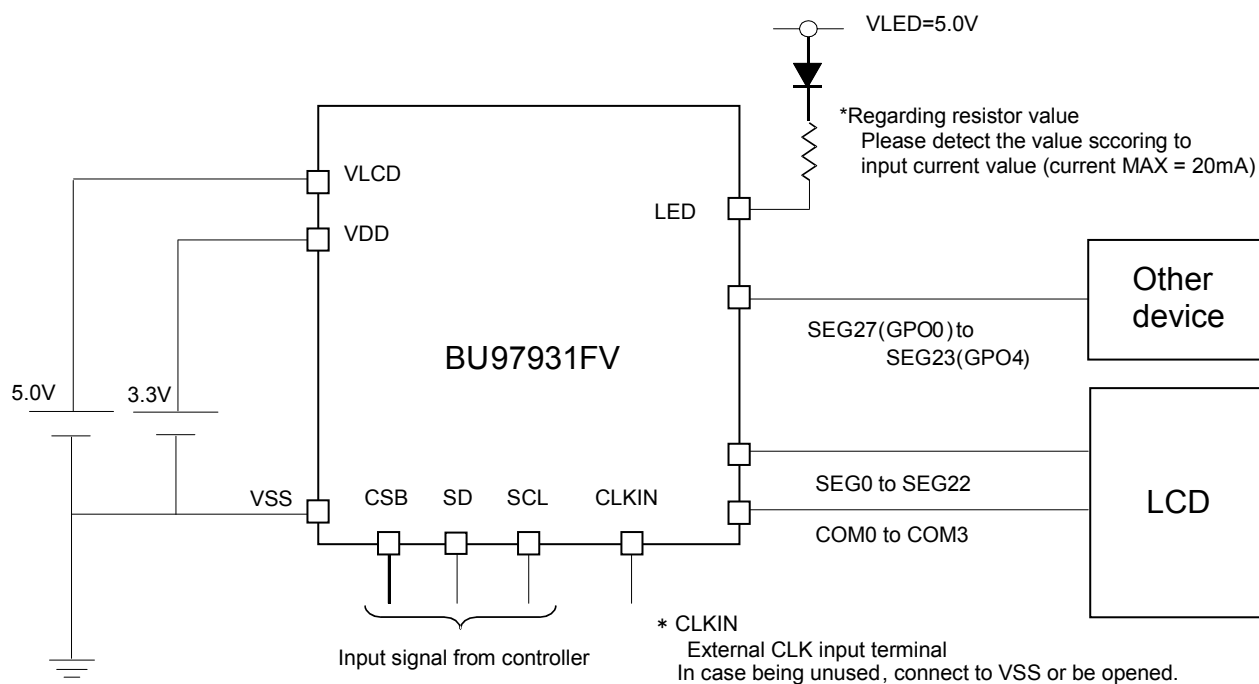 VLED=5.0V
*Regarding resistor value
Please detect the value sccoring to
input current value (current MAX = 20mA)
VLCD
LED
VDD
Other
device
SEG27(GPO0) to
SEG23(GPO4)
BU97931FV
5.0V
3.3V
SEG0 to SEG22
LCD
VSS
CSB
SD
SCL
CLKIN
COM0 to COM3
* CLKIN
External CLK input terminal
In case being unused, connect to VSS or be opened.
Input signal from controller